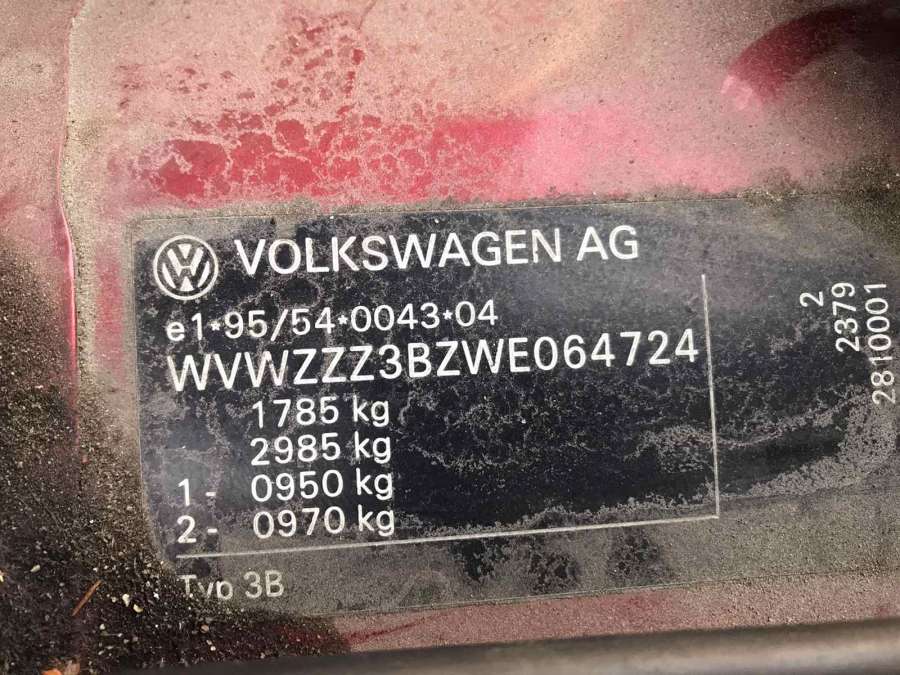 VOLKSWAGEN AG
e1*95/54*0043*04
WVWZZZ3BZWE064724
1785 kg
2985 kg
1- 0950 kg
2- 0970 kg
Typ 3B
2
2379
2810001